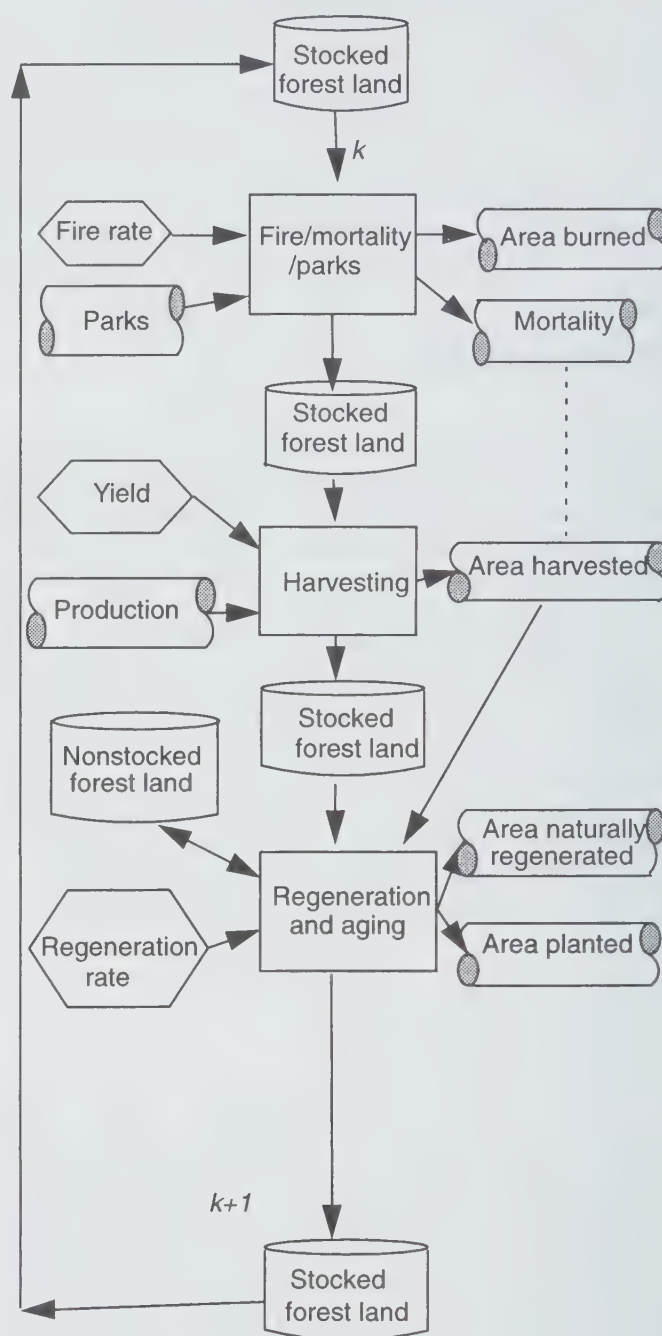 Stocked
forest land
k
Fire rate
Fire/mortality
/parks
Area burned
Parks
Mortality
Stocked
forest land
Yield
Harvesting
Area harvested
Production
Stocked
forest land
Nonstocked
forest land
Area naturally
regenerated
Regeneration
and aging
Regeneration
rate
Area planted
k+1
Stocked
forest land